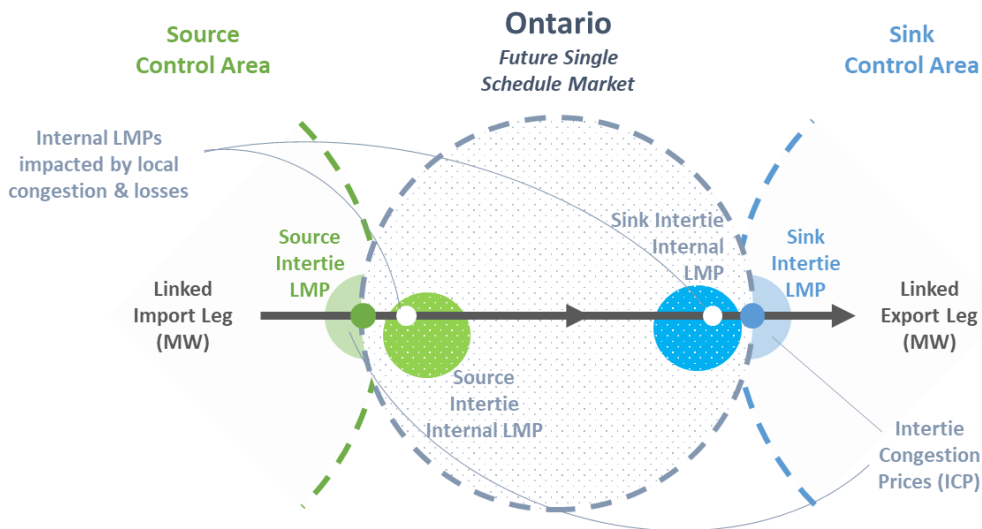 Source
Control Area
Ontario
Future Single
Schedule Market
Sink
Control Area
Internal LMPs
impacted by local
congestion & losses
Source
Intertie
LMP
Sink Intertie
Internal
LMP
Sink
Intertie
LMP
Linked
Import Leg
(MW)
Linked
Export Leg
(MW)
Source
Intertie
Internal LMP
Intertie
Congestion
Prices (ICP)